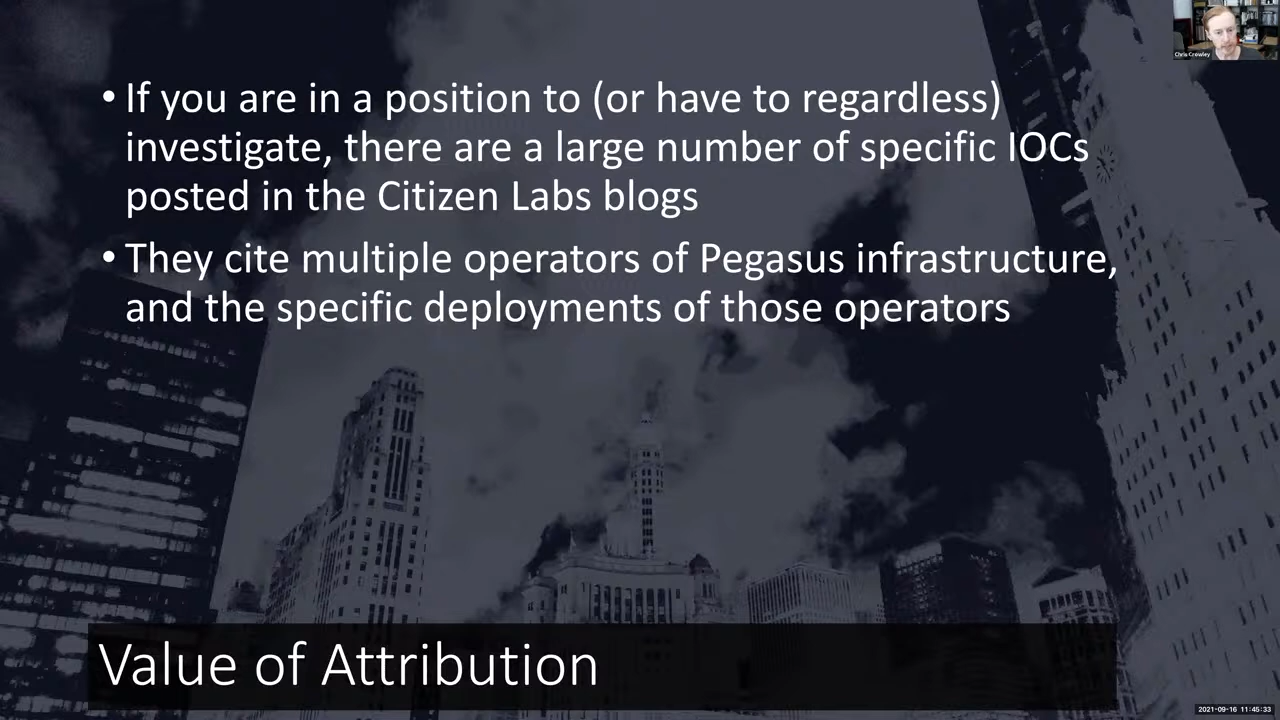 Chris Crowley
• If you are in a position to (or have to regardless)
investigate, there are a large number of specific IOCs
posted in the Citizen Labs blogs
• They cite multiple operators of Pegasus infrastructure,
and the specific deployments of those operators
Value of Attribution
2021-09-16 11:45:33